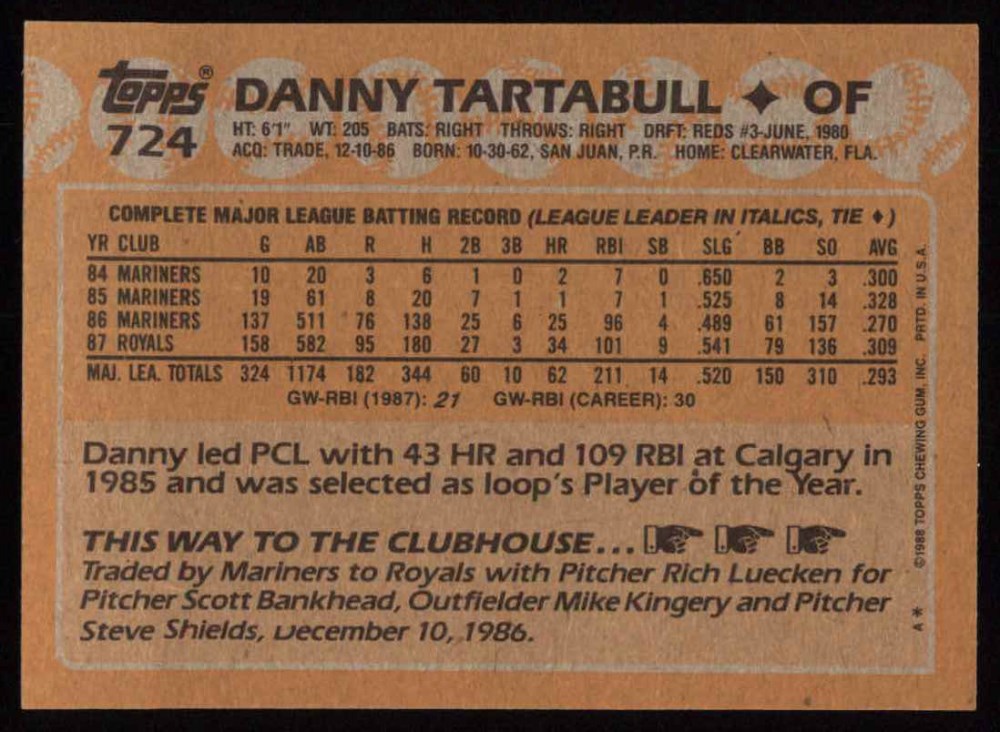 topps® DANNY TARTABULL ✦ OF
724
HT: 6'1" WT: 205 BATS: RIGHT THROWS: RIGHT DRFT: REDS #3-JUNE, 1980
ACQ: TRADE, 12-10-86 BORN: 10-30-62, SAN JUAN, P.R. HOME: CLEARWATER, FLA.
COMPLETE MAJOR LEAGUE BATTING RECORD (LEAGUE LEADER IN ITALICS, TIE ♦)
YR CLUB G AB R H 2B 3B HR RBI SB SLG BB SO AVG
84 MARINERS 10 20 3 6 1 0 2 7 0 .650 2 3 .300
85 MARINERS 19 61 8 20 7 1 1 7 1 .525 8 14 .328
86 MARINERS 137 511 76 138 25 6 25 96 4 .489 61 157 .270
87 ROYALS 158 582 95 180 27 3 34 101 9 .541 79 136 .309
MAJ. LEA. TOTALS 324 1174 182 344 60 10 62 211 14 .520 150 310 .293
GW-RBI (1987): 21 GW-RBI (CAREER): 30
Danny led PCL with 43 HR and 109 RBI at Calgary in
1985 and was selected as loop's Player of the Year.
THIS WAY TO THE CLUBHOUSE...
Traded by Mariners to Royals with Pitcher Rich Luecken for
Pitcher Scott Bankhead, Outfielder Mike Kingery and Pitcher
Steve Shields, December 10, 1986.
A * ©1988 TOPPS CHEWING GUM, INC. PRTD. IN U.S.A.